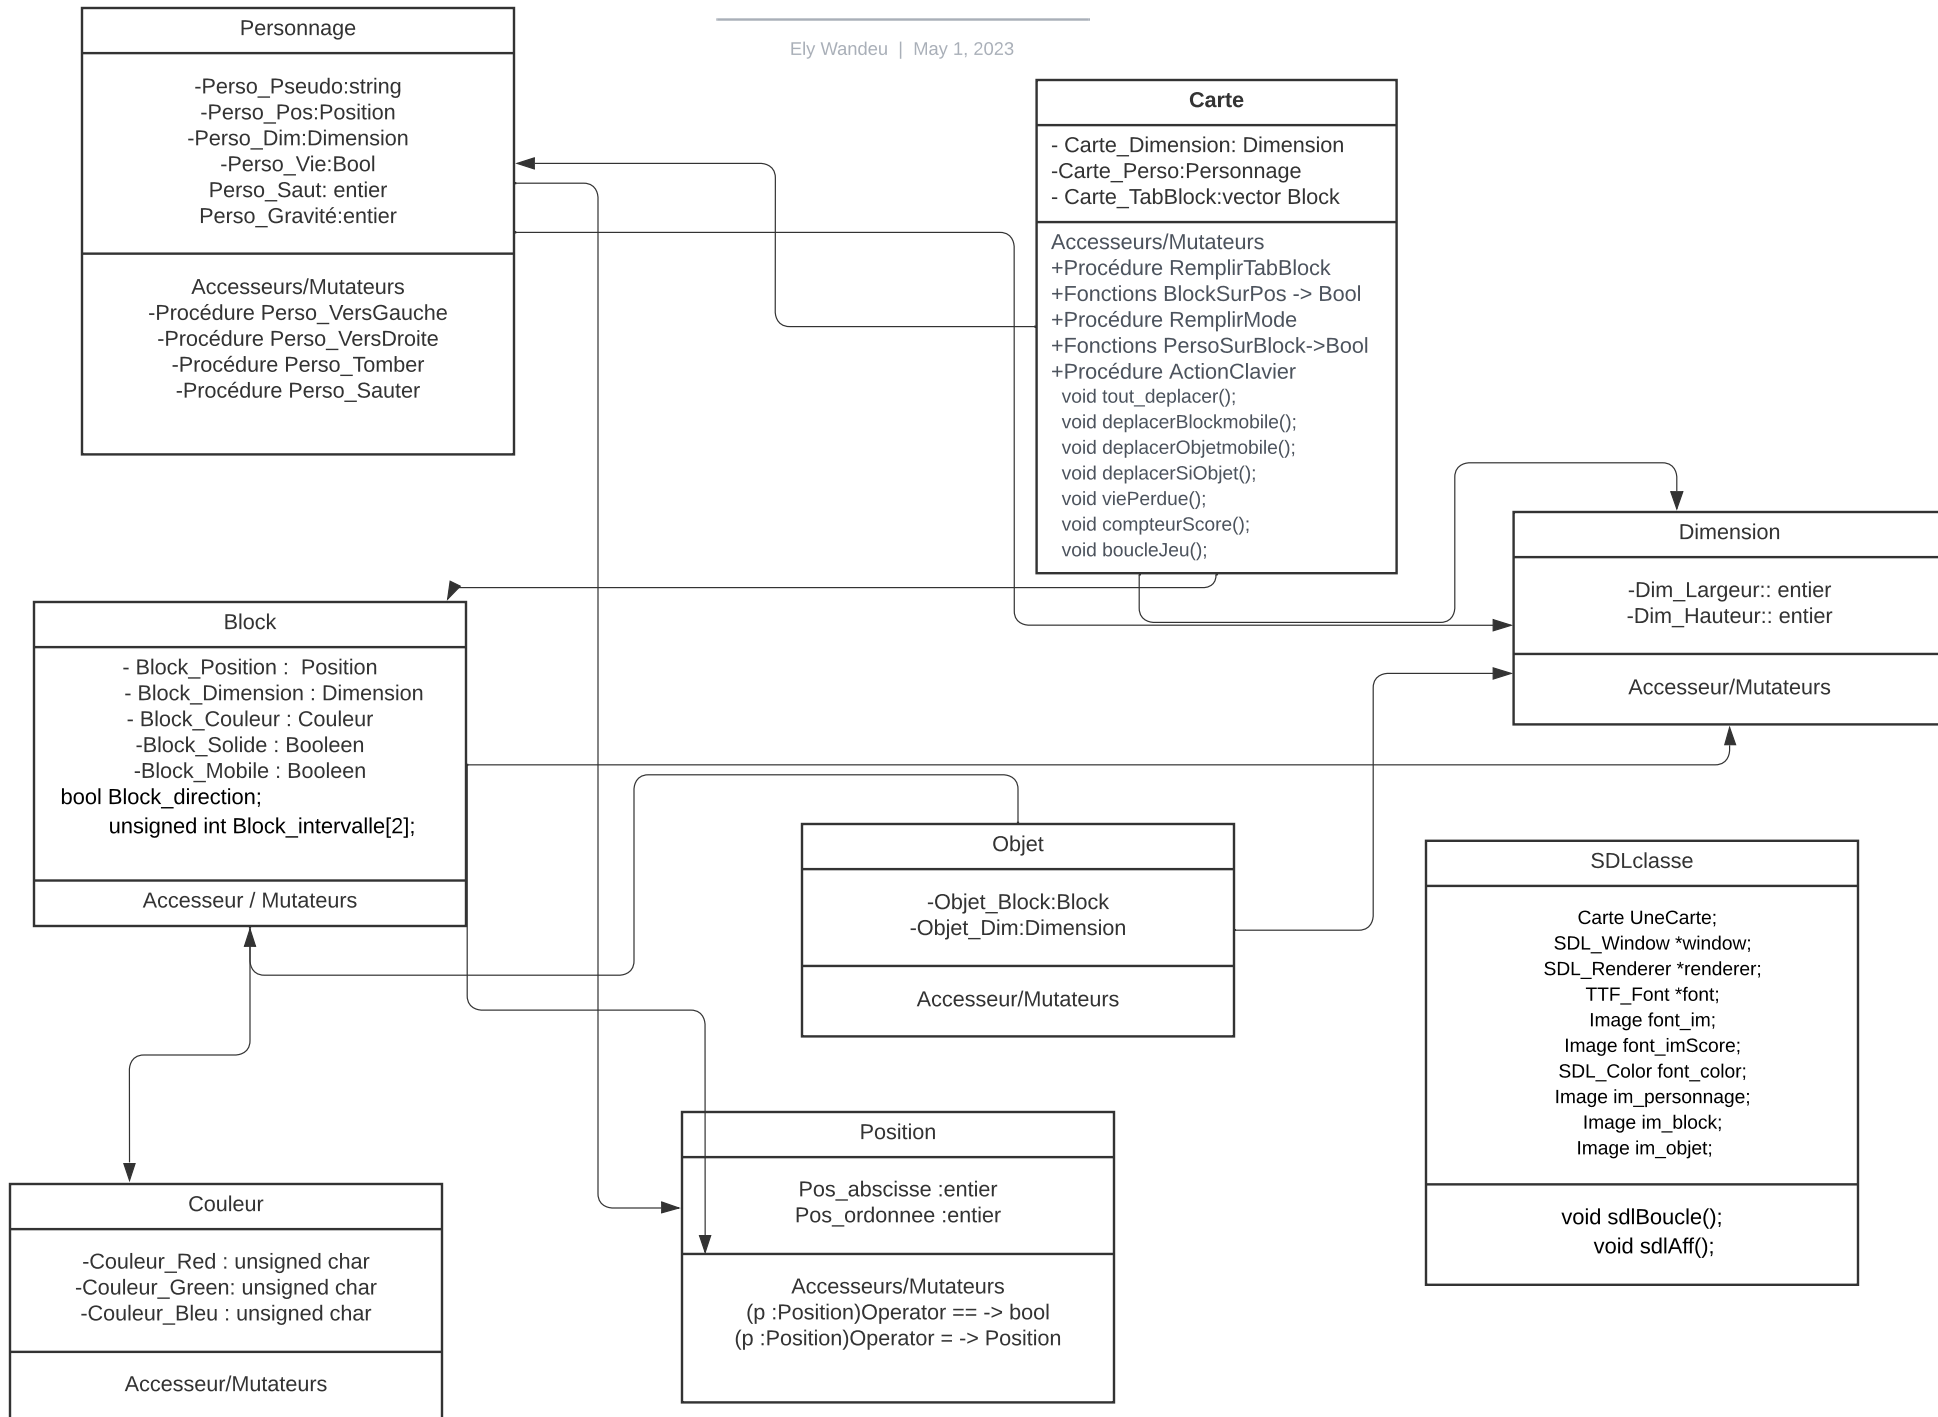 Personnage
-Perso_Pseudo:string
-Perso_Pos:Position
-Perso_Dim:Dimension
-Perso_Vie:Bool
Perso_Saut: entier
Perso_Gravité:entier
Accesseurs/Mutateurs
-Procédure Perso_VersGauche
-Procédure Perso_VersDroite
-Procédure Perso_Tomber
-Procédure Perso_Sauter
Ely Wandeu | May 1, 2023
Carte
- Carte_Dimension: Dimension
-Carte_Perso:Personnage
- Carte_TabBlock:vector Block
Accesseurs/Mutateurs
+Procédure RemplirTabBlock
+Fonctions BlockSurPos -> Bool
+Procédure RemplirMode
+Fonctions PersoSurBlock->Bool
+Procédure ActionClavier
void tout_deplacer();
void deplacerBlockmobile();
void deplacerObjetmobile();
void deplacerSiObjet();
void viePerdue();
void compteurScore();
void boucleJeu();
Dimension
-Dim_Largeur:: entier
-Dim_Hauteur:: entier
Accesseur/Mutateurs
Block
- Block_Position :  Position
- Block_Dimension : Dimension
- Block_Couleur : Couleur
-Block_Solide : Booleen
-Block_Mobile : Booleen
bool Block_direction;
unsigned int Block_intervalle[2];
Accesseur / Mutateurs
Objet
-Objet_Block:Block
-Objet_Dim:Dimension
Accesseur/Mutateurs
SDLclasse
Carte UneCarte;
SDL_Window *window;
SDL_Renderer *renderer;
TTF_Font *font;
Image font_im;
Image font_imScore;
SDL_Color font_color;
Image im_personnage;
Image im_block;
Image im_objet;
void sdlBoucle();
void sdlAff();
Position
Pos_abscisse :entier
Pos_ordonnee :entier
Accesseurs/Mutateurs
(p :Position)Operator == -> bool
(p :Position)Operator = -> Position
Couleur
-Couleur_Red : unsigned char
-Couleur_Green: unsigned char
-Couleur_Bleu : unsigned char
Accesseur/Mutateurs